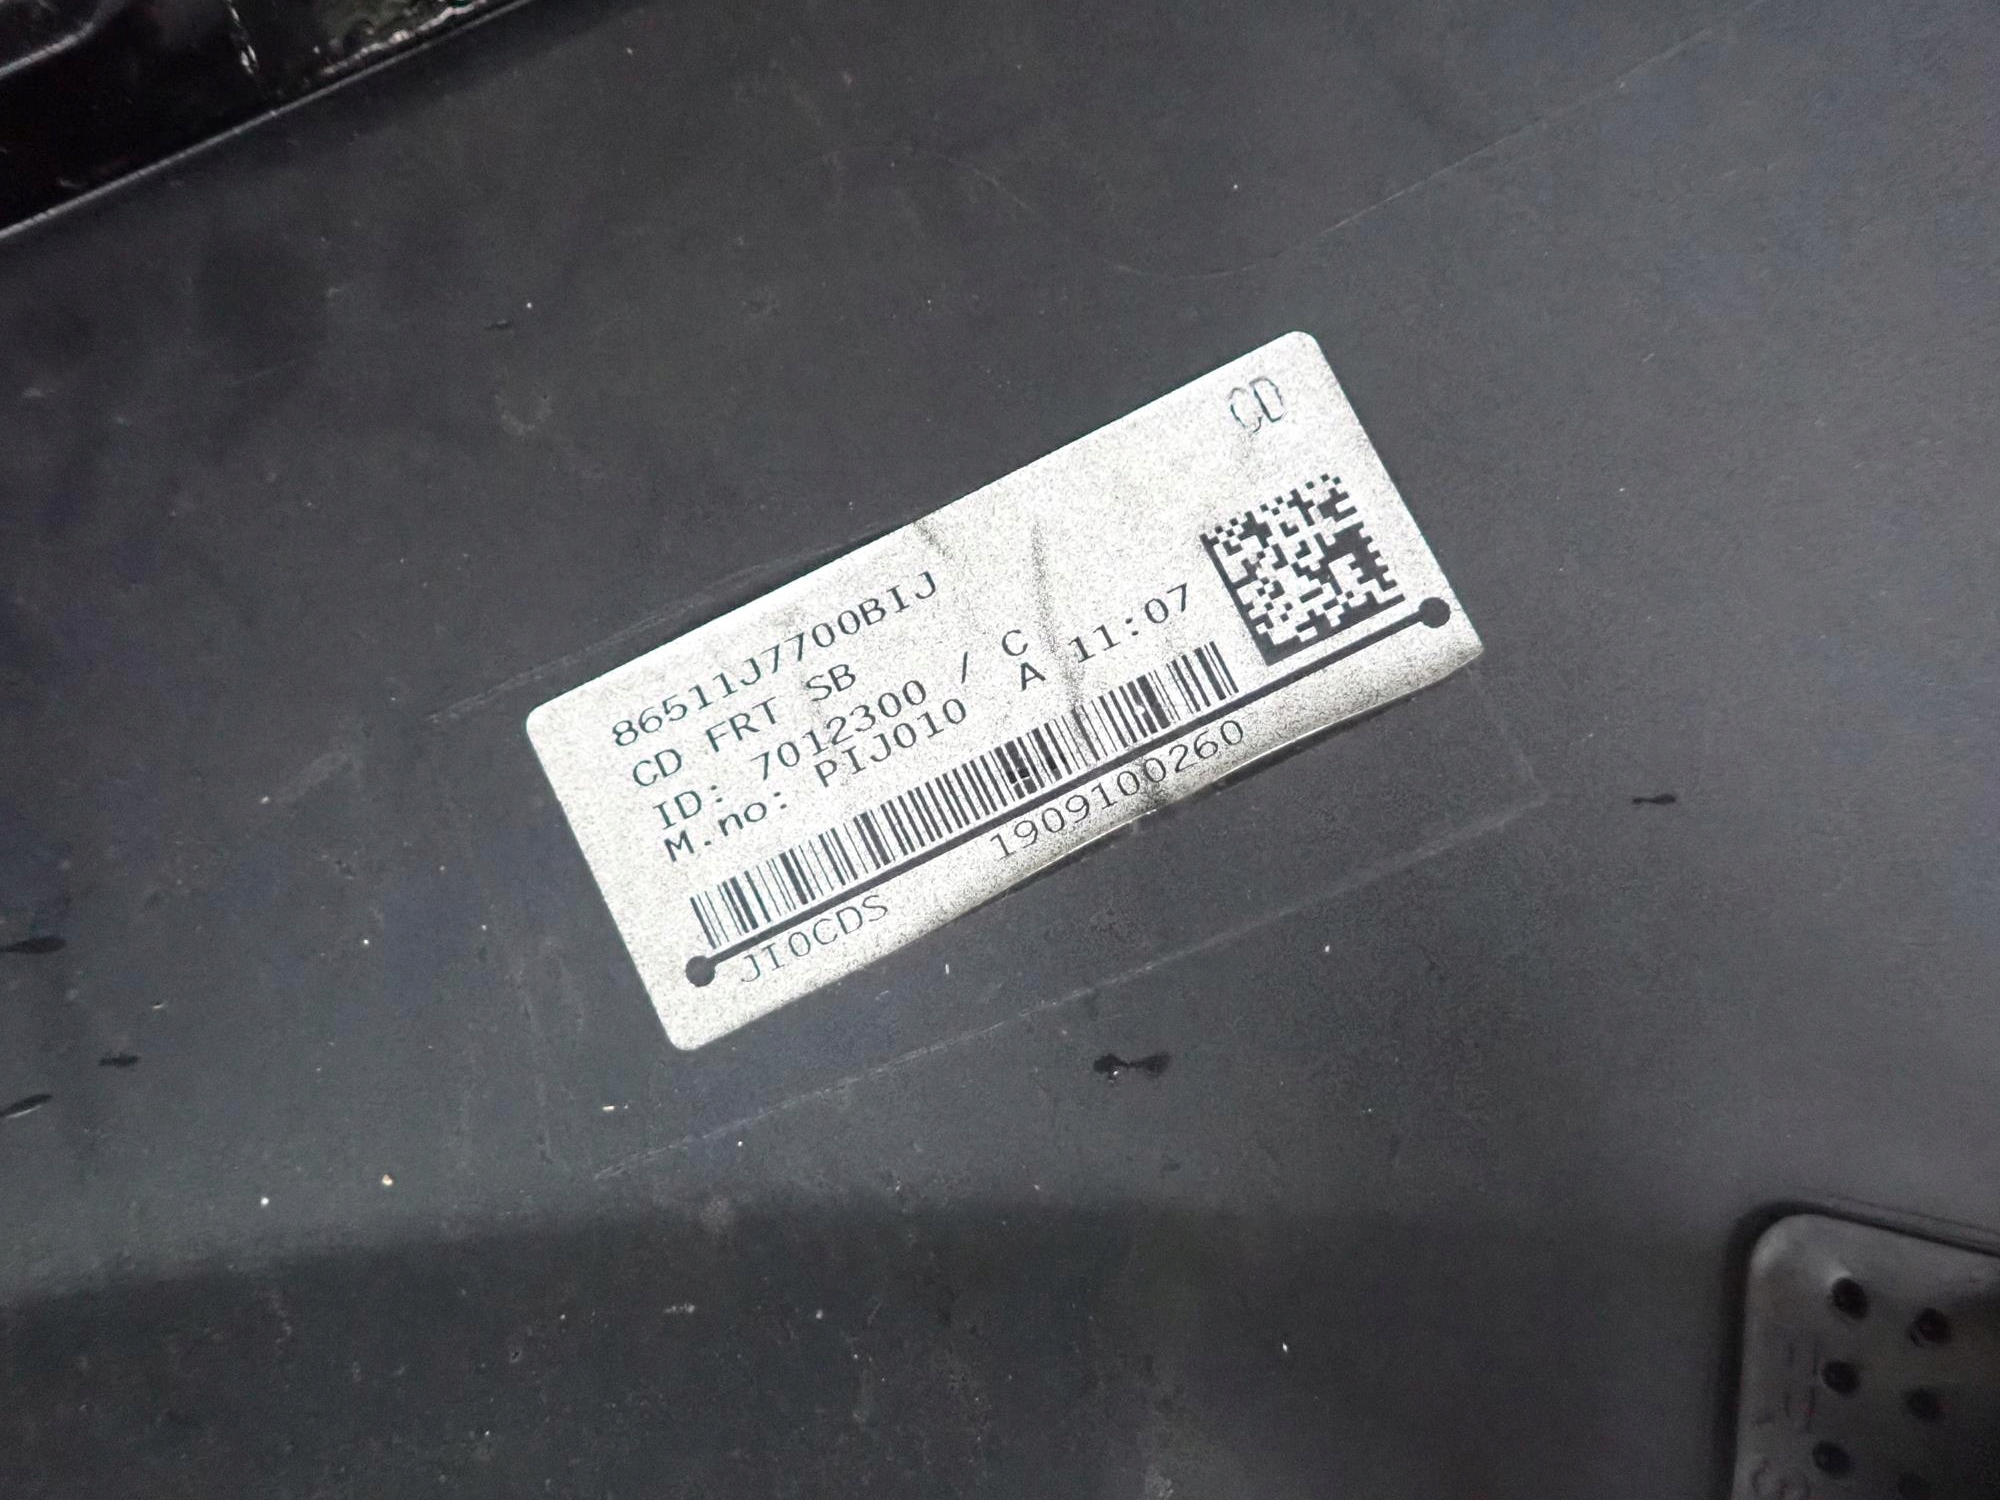 CD
86511J7700BIJ
CD FRT SB
ID: 7012300 / C
M.no: PIJ010 A 11:07
JI0CDS 1909100260